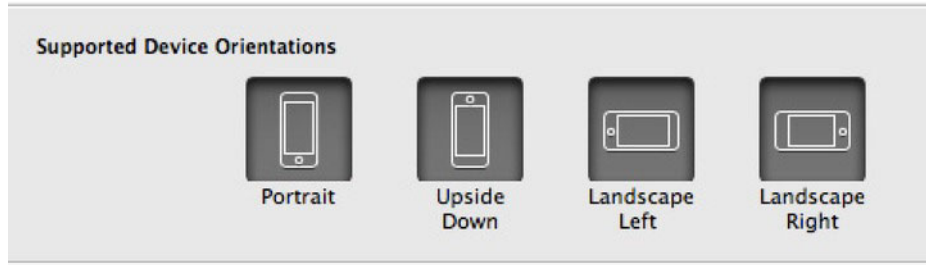 Supported Device Orientations
Portrait
Upside
Down
Landscape
Left
Landscape
Right